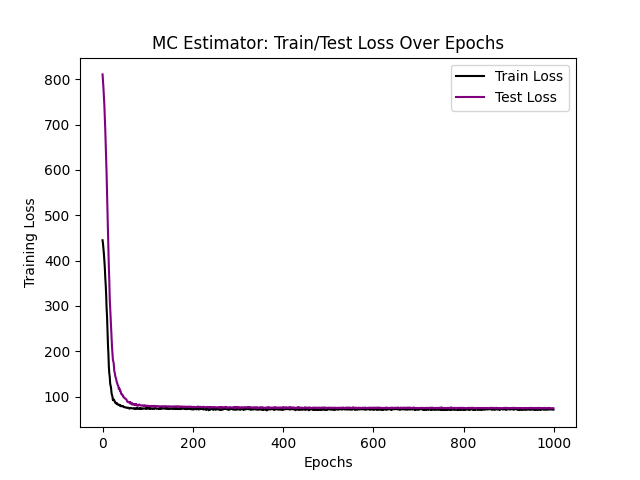 MC Estimator: Train/Test Loss Over Epochs
Train Loss
Test Loss
Training Loss
800
700
600
500
400
300
200
100
0
200
400
600
800
1000
Epochs